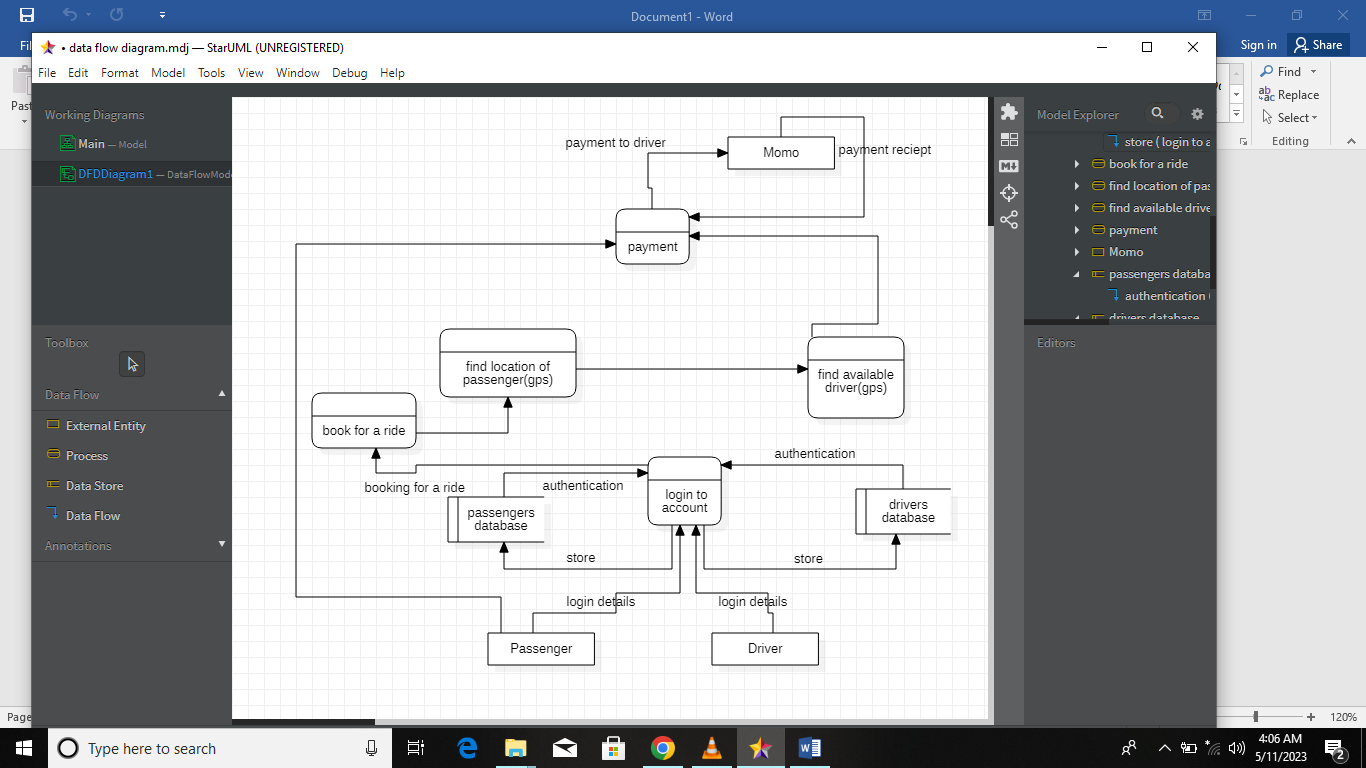 Document1 - Word
Sign in
Share
• data flow diagram.mdj — StarUML (UNREGISTERED)
File Edit Format Model Tools View Window Debug Help
Past
Find
Replace
Select
Editing
Working Diagrams
Main — Model
DFDDiagram1 — DataFlowMod
Toolbox
Data Flow
External Entity
Process
Data Store
Data Flow
Annotations
payment to driver
Momo
payment reciept
payment
find location of
passenger(gps)
find available
driver(gps)
book for a ride
booking for a ride
authentication
authentication
login to
account
passengers
database
drivers
database
store
store
login details
login details
Passenger
Driver
Model Explorer
store ( login to a
book for a ride
find location of pas
find available drive
payment
Momo
passengers databa
authentication (
drivers database
Editors
Page
120%
Type here to search
4:06 AM
5/11/2023
2